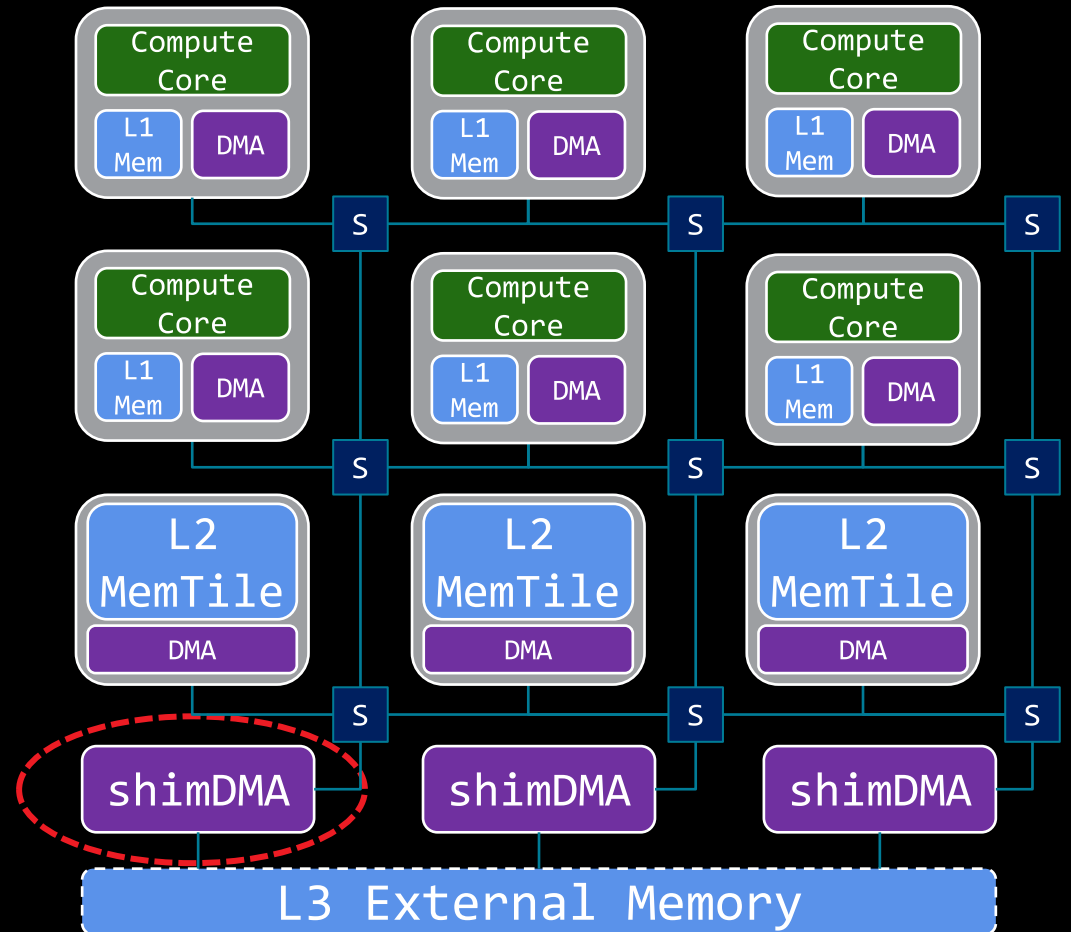 Compute
Core
L1
Mem
DMA
Compute
Core
L1
Mem
DMA
Compute
Core
L1
Mem
DMA
S
S
S
Compute
Core
L1
Mem
DMA
Compute
Core
L1
Mem
DMA
Compute
Core
L1
Mem
DMA
S
S
S
L2
MemTile
DMA
L2
MemTile
DMA
L2
MemTile
DMA
S
S
S
shimDMA
shimDMA
shimDMA
L3 External Memory